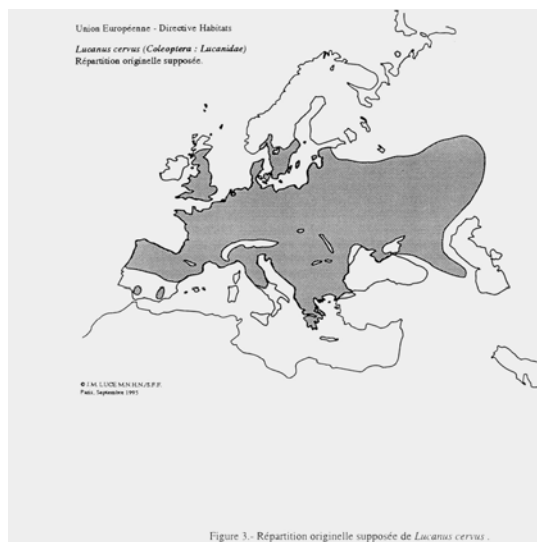 Union Européenne - Directive Habitats
Lucanus cervus (Coleoptera : Lucanidae)
Répartition originelle supposée.
© J.M. LUCE M.N.H.N./S.P.F.
Paris, Septembre 1995
Figure 3.- Répartition originelle supposée de Lucanus cervus .